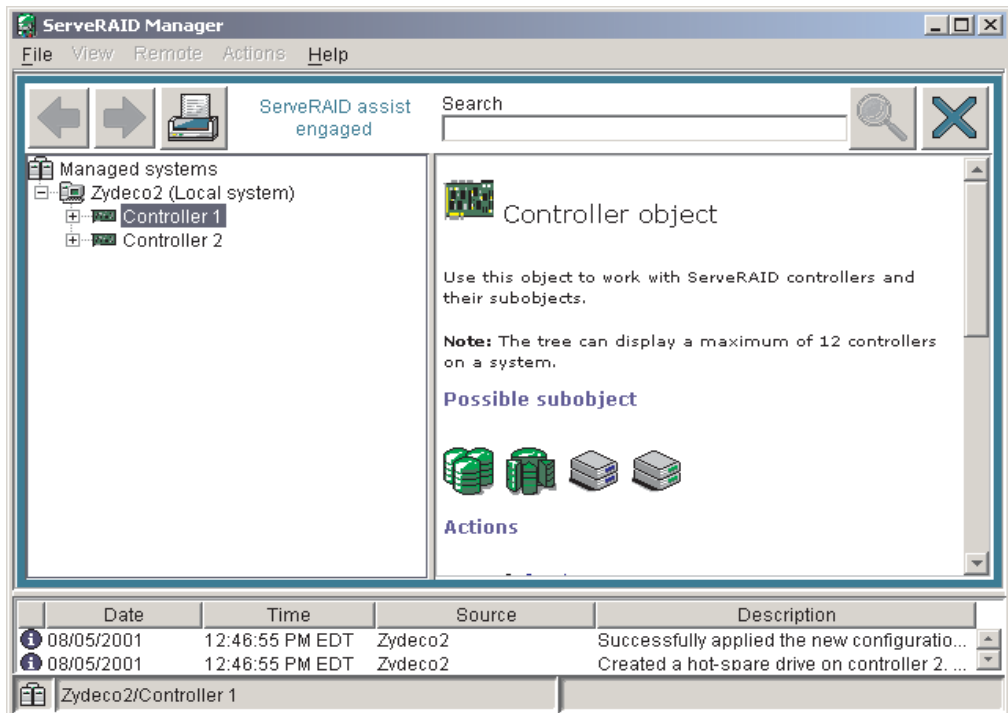 ServeRAID Manager
File View Remote Actions Help
ServeRAID assist
engaged
Search
Managed systems
Zydeco2 (Local system)
Controller 1
Controller 2
Controller object
Use this object to work with ServeRAID controllers and
their subobjects.
Note: The tree can display a maximum of 12 controllers
on a system.
Possible subobject
Actions
Date Time Source Description
08/05/2001 12:46:55 PM EDT Zydeco2 Successfully applied the new configuratio...
08/05/2001 12:46:55 PM EDT Zydeco2 Created a hot-spare drive on controller 2. ...
Zydeco2/Controller 1